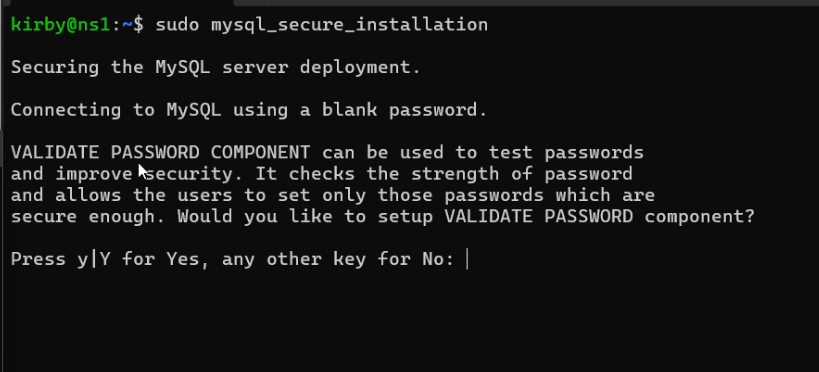 kirby@ns1:~$ sudo mysql_secure_installation
Securing the MySQL server deployment.
Connecting to MySQL using a blank password.
VALIDATE PASSWORD COMPONENT can be used to test passwords
and improve security. It checks the strength of password
and allows the users to set only those passwords which are
secure enough. Would you like to setup VALIDATE PASSWORD component?
Press y|Y for Yes, any other key for No: